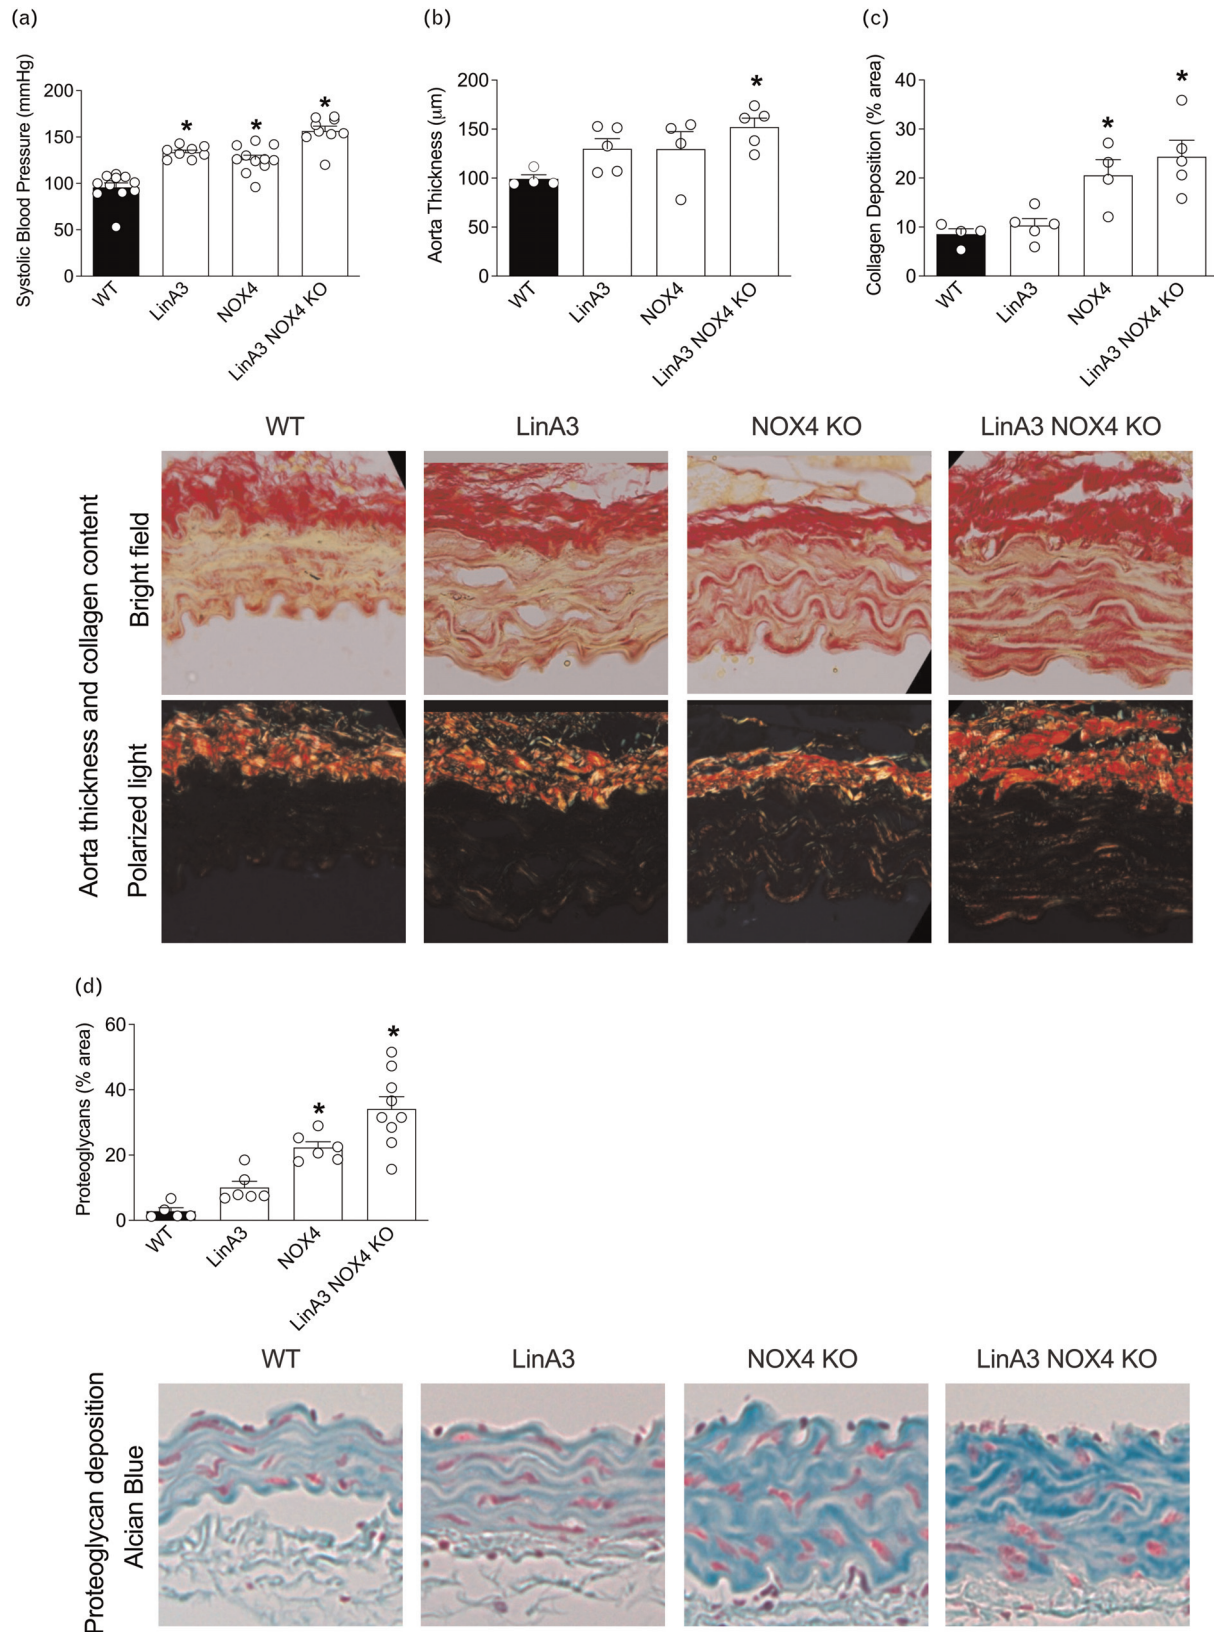 (a)
Systolic Blood Pressure (mmHg)
200
150
100
50
0
*
*
*
WT
LinA3
NOX4
LinA3 NOX4 KO
(b)
Aorta Thickness (μm)
200
150
100
50
0
*
WT
LinA3
NOX4
LinA3 NOX4 KO
(c)
Collagen Deposition (% area)
40
30
20
10
0
*
*
WT
LinA3
NOX4
LinA3 NOX4 KO
WT
LinA3
NOX4 KO
LinA3 NOX4 KO
Aorta thickness and collagen content
Bright field
Polarized light
(d)
Proteoglycans (% area)
60
40
20
0
*
*
WT
LinA3
NOX4
LinA3 NOX4 KO
WT
LinA3
NOX4 KO
LinA3 NOX4 KO
Proteoglycan deposition
Alcian Blue